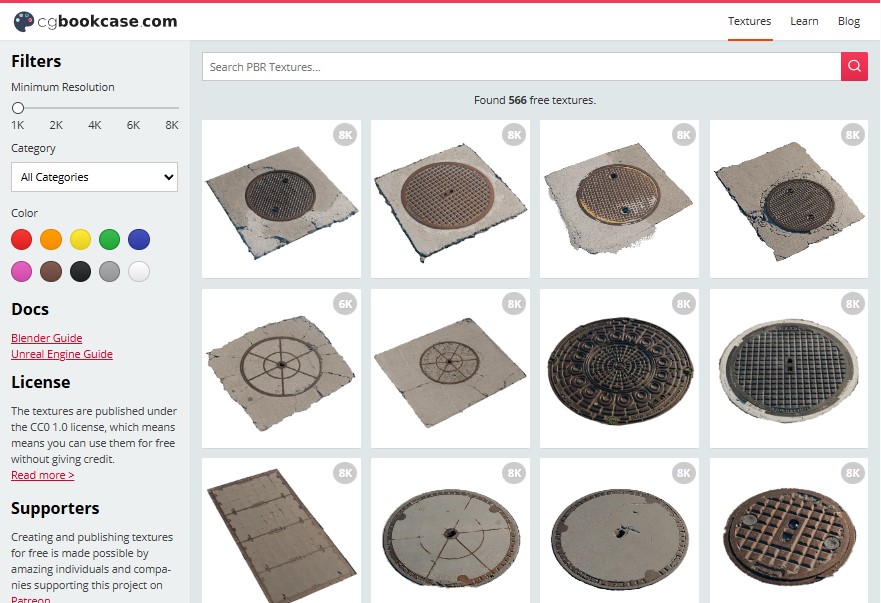 cgbookcase.com
Textures Learn Blog
Filters
Minimum Resolution
1K 2K 4K 6K 8K
Category
All Categories
Color
Docs
Blender Guide
Unreal Engine Guide
License
The textures are published under
the CC0 1.0 license, which means
means you can use them for free
without giving credit.
Read more >
Supporters
Creating and publishing textures
for free is made possible by
amazing individuals and compa-
nies supporting this project on
Patreon
Search PBR Textures...
Found 566 free textures.
8K 8K 8K 8K
6K 8K 8K 8K
8K 8K 8K 8K